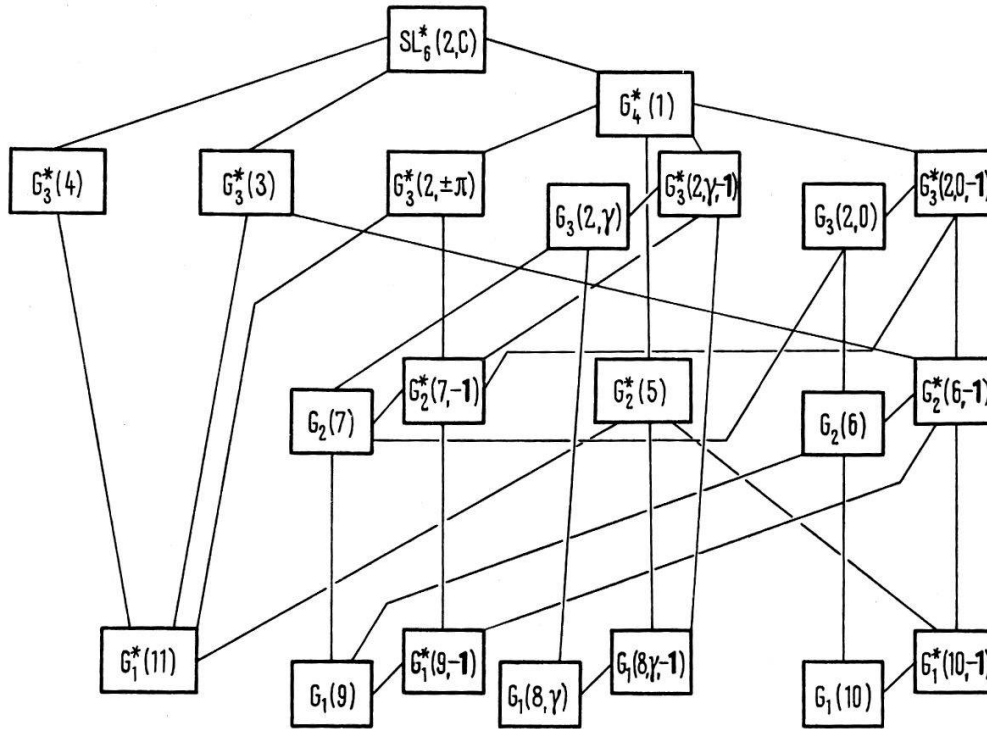 SL*6(2,C)
G*4(1)
G*3(4)
G*3(3)
G*3(2,±π)
G3(2,γ)
G*3(2,γ,-1)
G3(2,0)
G*3(2,0,-1)
G2(7)
G*2(7,-1)
G*2(5)
G2(6)
G*2(6,-1)
G*1(11)
G1(9)
G*1(9,-1)
G1(8,γ)
G1(8,γ,-1)
G1(10)
G*1(10,-1)